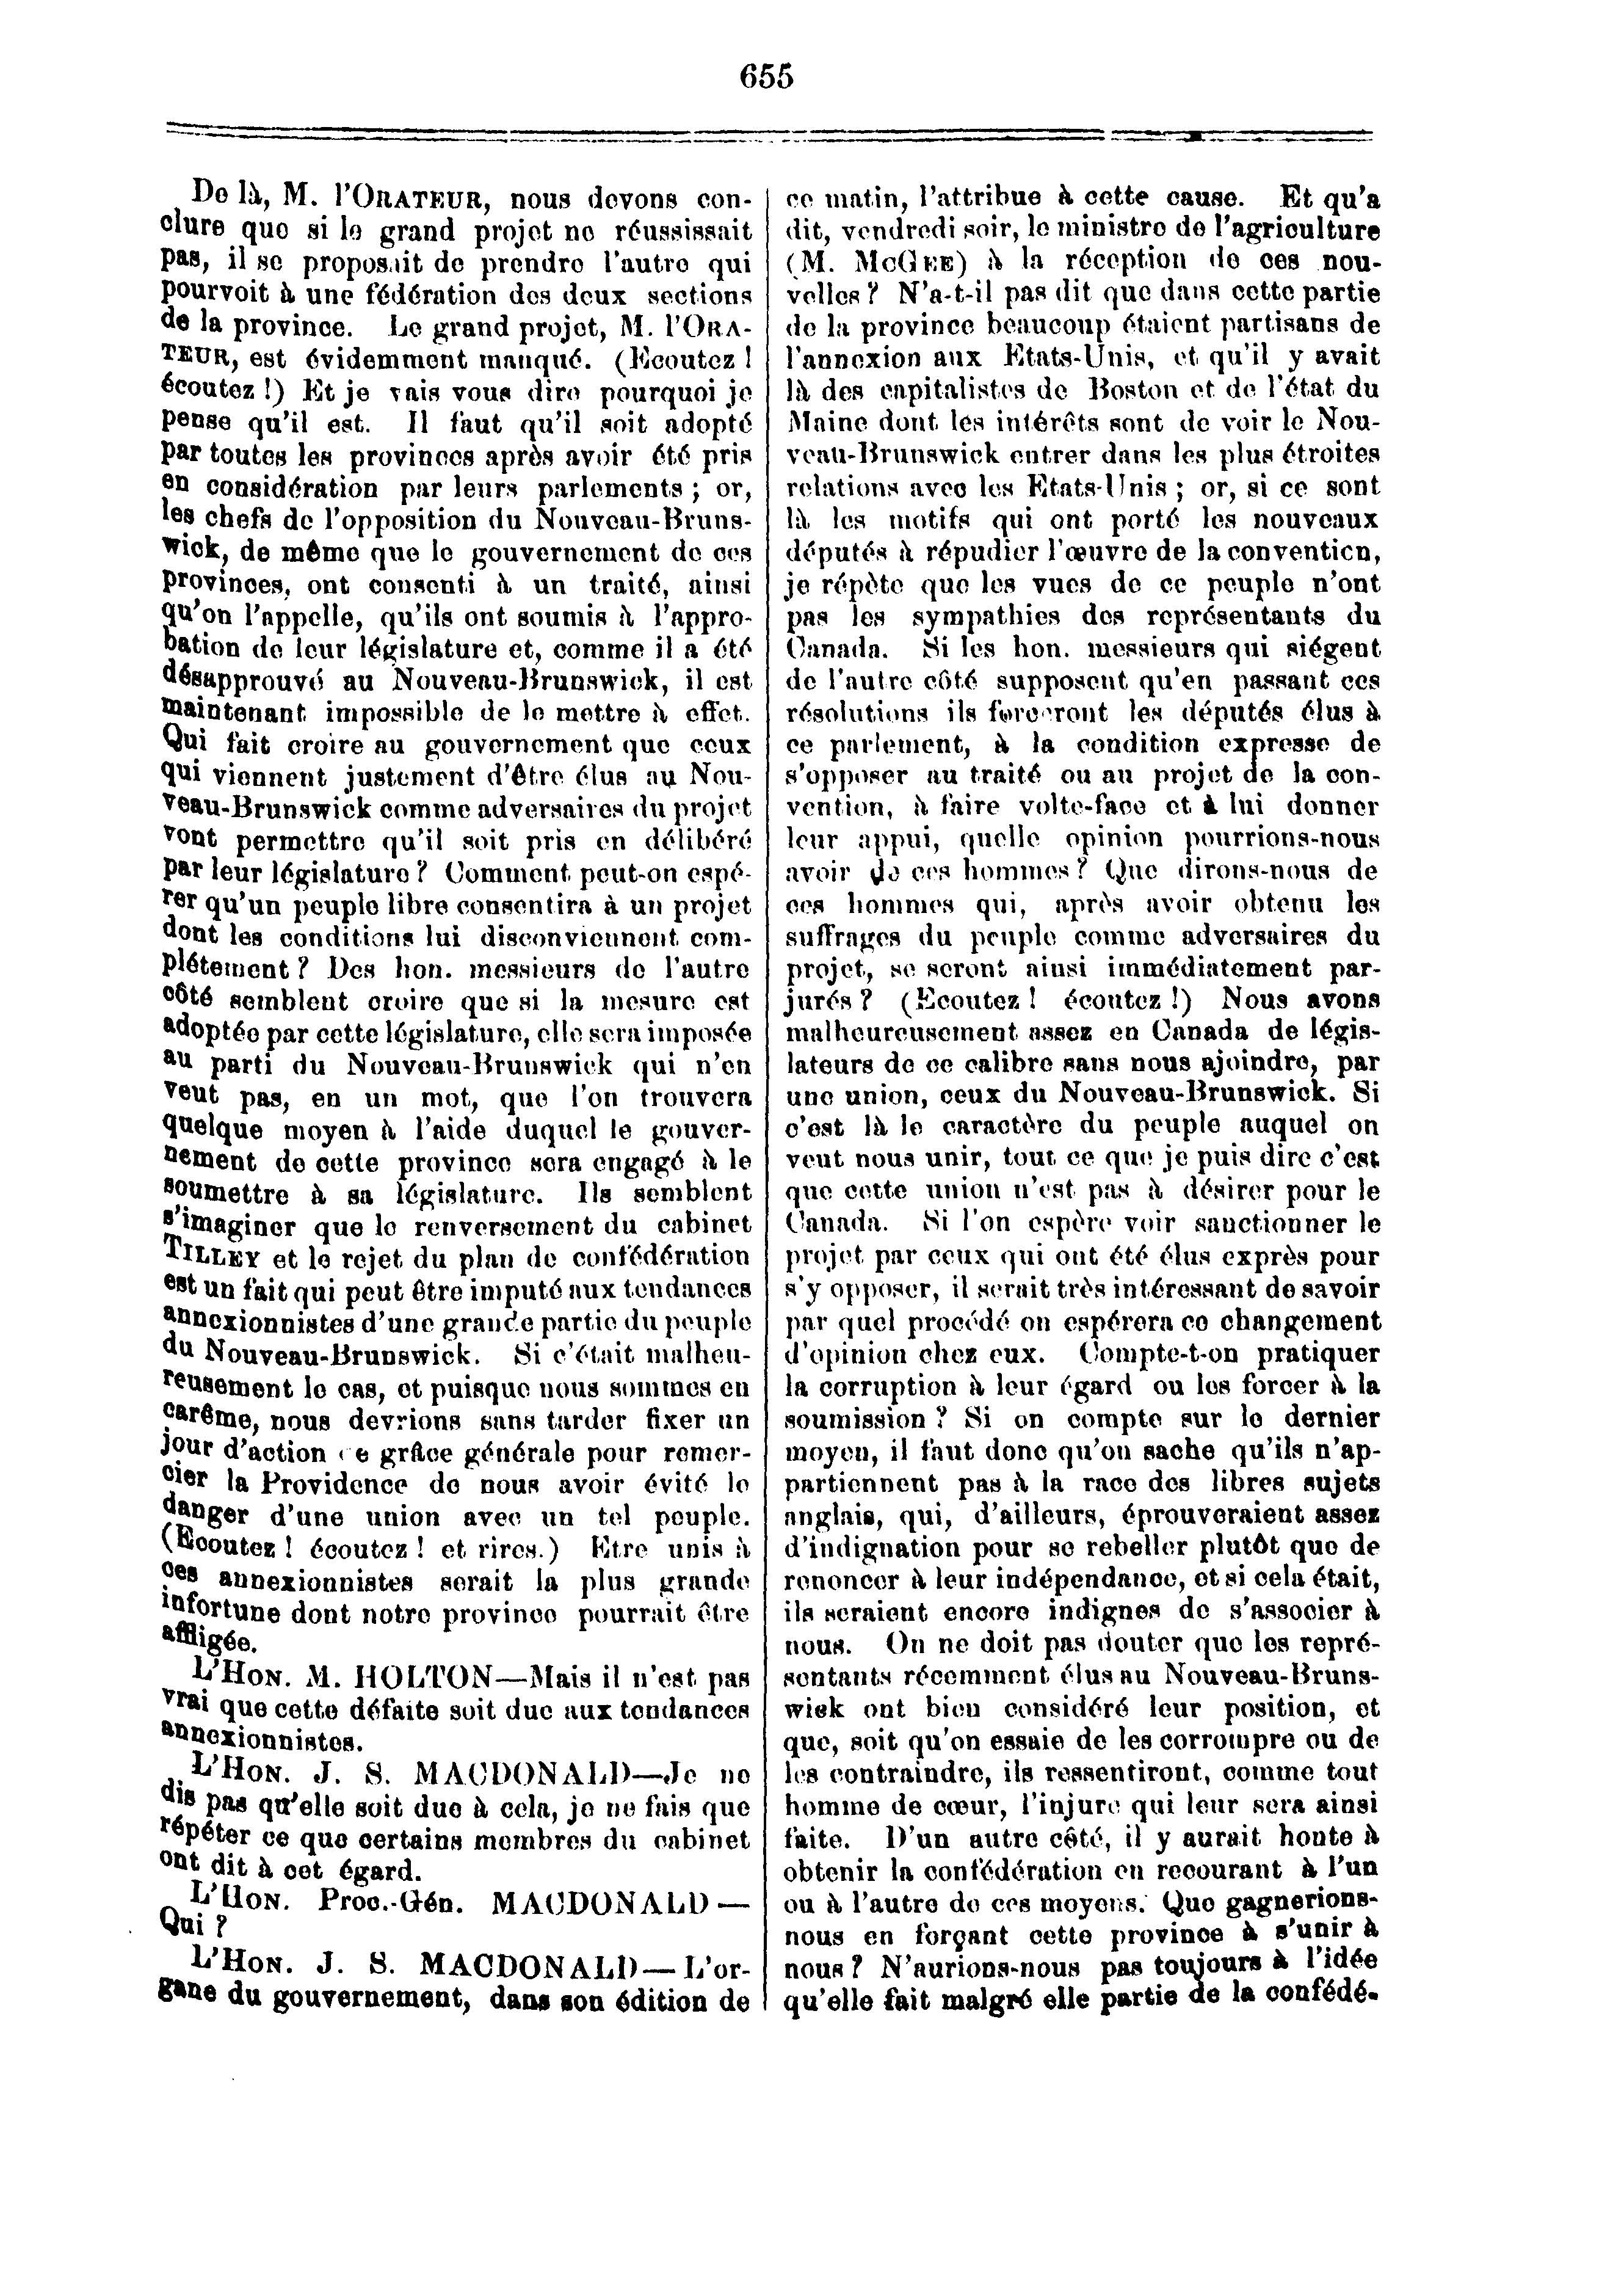 655
De là, M. l'ORATEUR, nous devons con-
clure que si le grand projet ne réussissait
pas, il se proposait de prendre l'autre qui
pourvoit à une fédération des deux sections
de la province. Le grand projet, M. l'ORA-
TEUR, est évidemment manqué. (Ecoutez !
écoutez !) Et je vais vous dire pourquoi je
pense qu'il est. Il faut qu'il soit adopté
par toutes les provinces après avoir été pris
en considération par leurs parlements ; or,
les chefs de l'opposition du Nouveau-Bruns-
wick, de même que le gouvernement de ces
provinces, ont consenti à un traité, ainsi
qu'on l'appelle, qu'ils ont soumis à l'appro-
bation de leur législature et, comme il a été
désapprouvé au Nouveau-Brunswick, il est
maintenant impossible de le mettre à effet.
Qui fait croire au gouvernement que ceux
qui viennent justement d'être élus au Nou-
veau-Brunswick comme adversaires du projet
vont permettre qu'il soit pris en délibéré
par leur législature ? Comment peut-on espé-
rer qu'un peuple libre consentira à un projet
dont les conditions lui disconviennent com-
plétement ? Des hon. messieurs de l'autre
côté semblent croire que si la mesure est
adoptée par cette législature, elle sera imposée
au parti du Nouveau-Brunswick qui n'en
veut pas, en un mot, que l'on trouvera
quelque moyen à l'aide duquel le gouver-
nement de cette province sera engagé à le
soumettre à sa législature. Ils semblent
s'imaginer que le renversement du cabinet
TILLEY et le rejet du plan de confédération
est un fait qui peut être imputé aux tendances
annexionnistes d'une grande partie du peuple
du Nouveau-Brunswick. Si c'était malheu-
reusement le cas, et puisque nous sommes en
carême, nous devrions sans tarder fixer un
jour d'action de grâce générale pour remer-
cier la Providence de nous avoir évité le
danger d'une union avec un tel peuple.
(Ecoutez ! écoutez ! et rires.) Etre unis à
ces annexionnistes serait la plus grande
infortune dont notre province pourrait être
affligée.
L'HON. M. HOLTON—Mais il n'est pas
vrai que cette défaite soit due aux tendances
annexionnistes.
L'HON. J. S. MACDONALD—Je ne
dis pas qu'elle soit due à cela, je ne fais que
répéter ce que certains membres du cabinet
ont dit à cet égard.
L'HON. Proc.-Gén. MACDONALD —
Qui ?
L'HON. J. S. MACDONALD— L'or-
gane du gouvernement, dans son édition de
ce matin, l'attribue à cette cause. Et qu'a
dit, vendredi soir, le ministre de l'agriculture
(M. MCGEE) à la réception de ces nou-
velles ? N'a-t-il pas dit que dans cette partie
de la province beaucoup étaient partisans de
l'annexion aux Etats-Unis, et qu'il y avait
là des capitalistes de Boston et de l'état du
Maine dont les intérêts sont de voir le Nou-
veau-Brunswick entrer dans les plus étroites
relations avec les Etats-Unis ; or, si ce sont
là les motifs qui ont porté les nouveaux
députés à répudier l'œuvre de la convention,
je répète que les vues de ce peuple n'ont
pas les sympathies des représentants du
Canada. Si les hon. messieurs qui siégent
de l'autre côté supposent qu'en passant ces
résolutions ils forceront les députés élus à
ce parlement, à la condition expresse de
s'opposer au traité ou au projet de la con-
vention, à faire volte-face et à lui donner
leur appui, quelle opinion pourrions-nous
avoir de ces hommes ? Que dirons-nous de
ces hommes qui, après avoir obtenu les
suffrages du peuple comme adversaires du
projet, se seront ainsi immédiatement par-
jurés ? (Ecoutez ! écoutez !) Nous avons
malheureusement assez en Canada de légis-
lateurs de ce calibre sans nous ajoindre, par
une union, ceux du Nouveau-Brunswick. Si
c'est là le caractère du peuple auquel on
veut nous unir, tout ce que je puis dire c'est
que cette union n'est pas à désirer pour le
Canada. Si l'on espère voir sanctionner le
projet par ceux qui ont été élus exprès pour
s'y opposer, il serait très intéressant de savoir
par quel procédé on espérera ce changement
d'opinion chez eux. Compte-t-on pratiquer
la corruption à leur égard ou les forcer à la
soumission ? Si on compte sur le dernier
moyen, il faut donc qu'on sache qu'ils n'ap-
partiennent pas à la race des libres sujets
anglais, qui, d'ailleurs, éprouveraient assez
d'indignation pour se rebeller plutôt que de
renoncer à leur indépendance, et si cela était,
ils seraient encore indignes de s'associer à
nous. On ne doit pas douter que les repré-
sentants récemment élus au Nouveau-Bruns-
wick ont bien considéré leur position, et
que, soit qu'on essaie de les corrompre ou de
les contraindre, ils ressentiront, comme tout
homme de cœur, l'injure qui leur sera ainsi
faite. D'un autre côté, il y aurait honte à
obtenir la confédération en recourant à l'un
ou à l'autre de ces moyens. Que gagnerions-
nous en forçant cette province à s'unir à
nous ? N'aurions-nous pas toujours à l'idée
qu'elle fait malgré elle partie de la confédé-